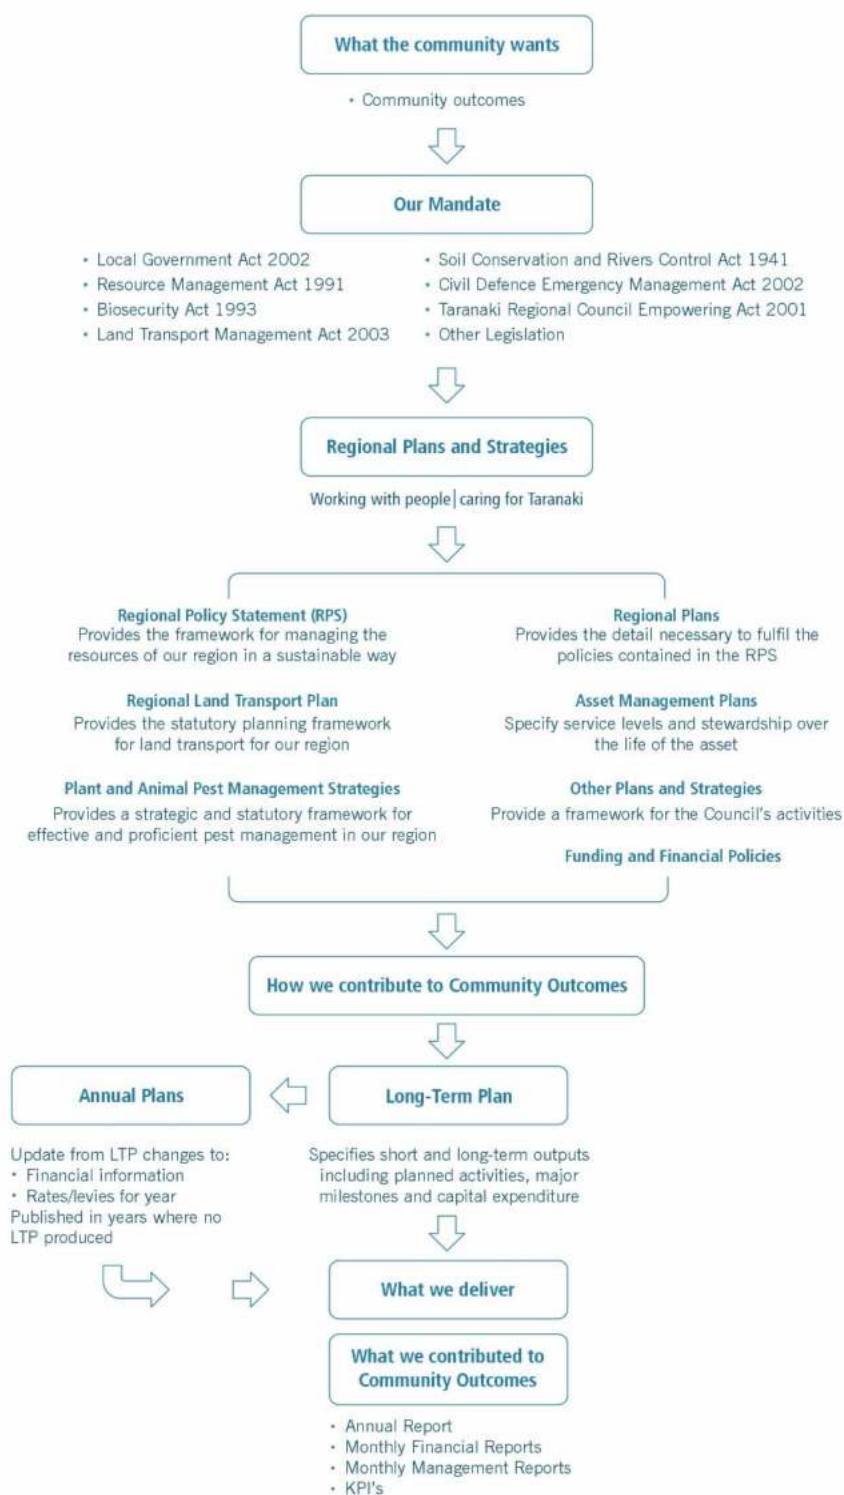 What the community wants
• Community outcomes
Our Mandate
• Local Government Act 2002
• Resource Management Act 1991
• Biosecurity Act 1993
• Land Transport Management Act 2003
• Soil Conservation and Rivers Control Act 1941
• Civil Defence Emergency Management Act 2002
• Taranaki Regional Council Empowering Act 2001
• Other Legislation
Regional Plans and Strategies
Working with people | caring for Taranaki
Regional Policy Statement (RPS)
Provides the framework for managing the
resources of our region in a sustainable way
Regional Land Transport Plan
Provides the statutory planning framework
for land transport for our region
Plant and Animal Pest Management Strategies
Provides a strategic and statutory framework for
effective and proficient pest management in our region
Regional Plans
Provides the detail necessary to fulfil the
policies contained in the RPS
Asset Management Plans
Specify service levels and stewardship over
the life of the asset
Other Plans and Strategies
Provide a framework for the Council's activities
Funding and Financial Policies
How we contribute to Community Outcomes
Annual Plans
Update from LTP changes to:
• Financial information
• Rates/levies for year
Published in years where no
LTP produced
Long-Term Plan
Specifies short and long-term outputs
including planned activities, major
milestones and capital expenditure
What we deliver
What we contributed to
Community Outcomes
• Annual Report
• Monthly Financial Reports
• Monthly Management Reports
• KPI's